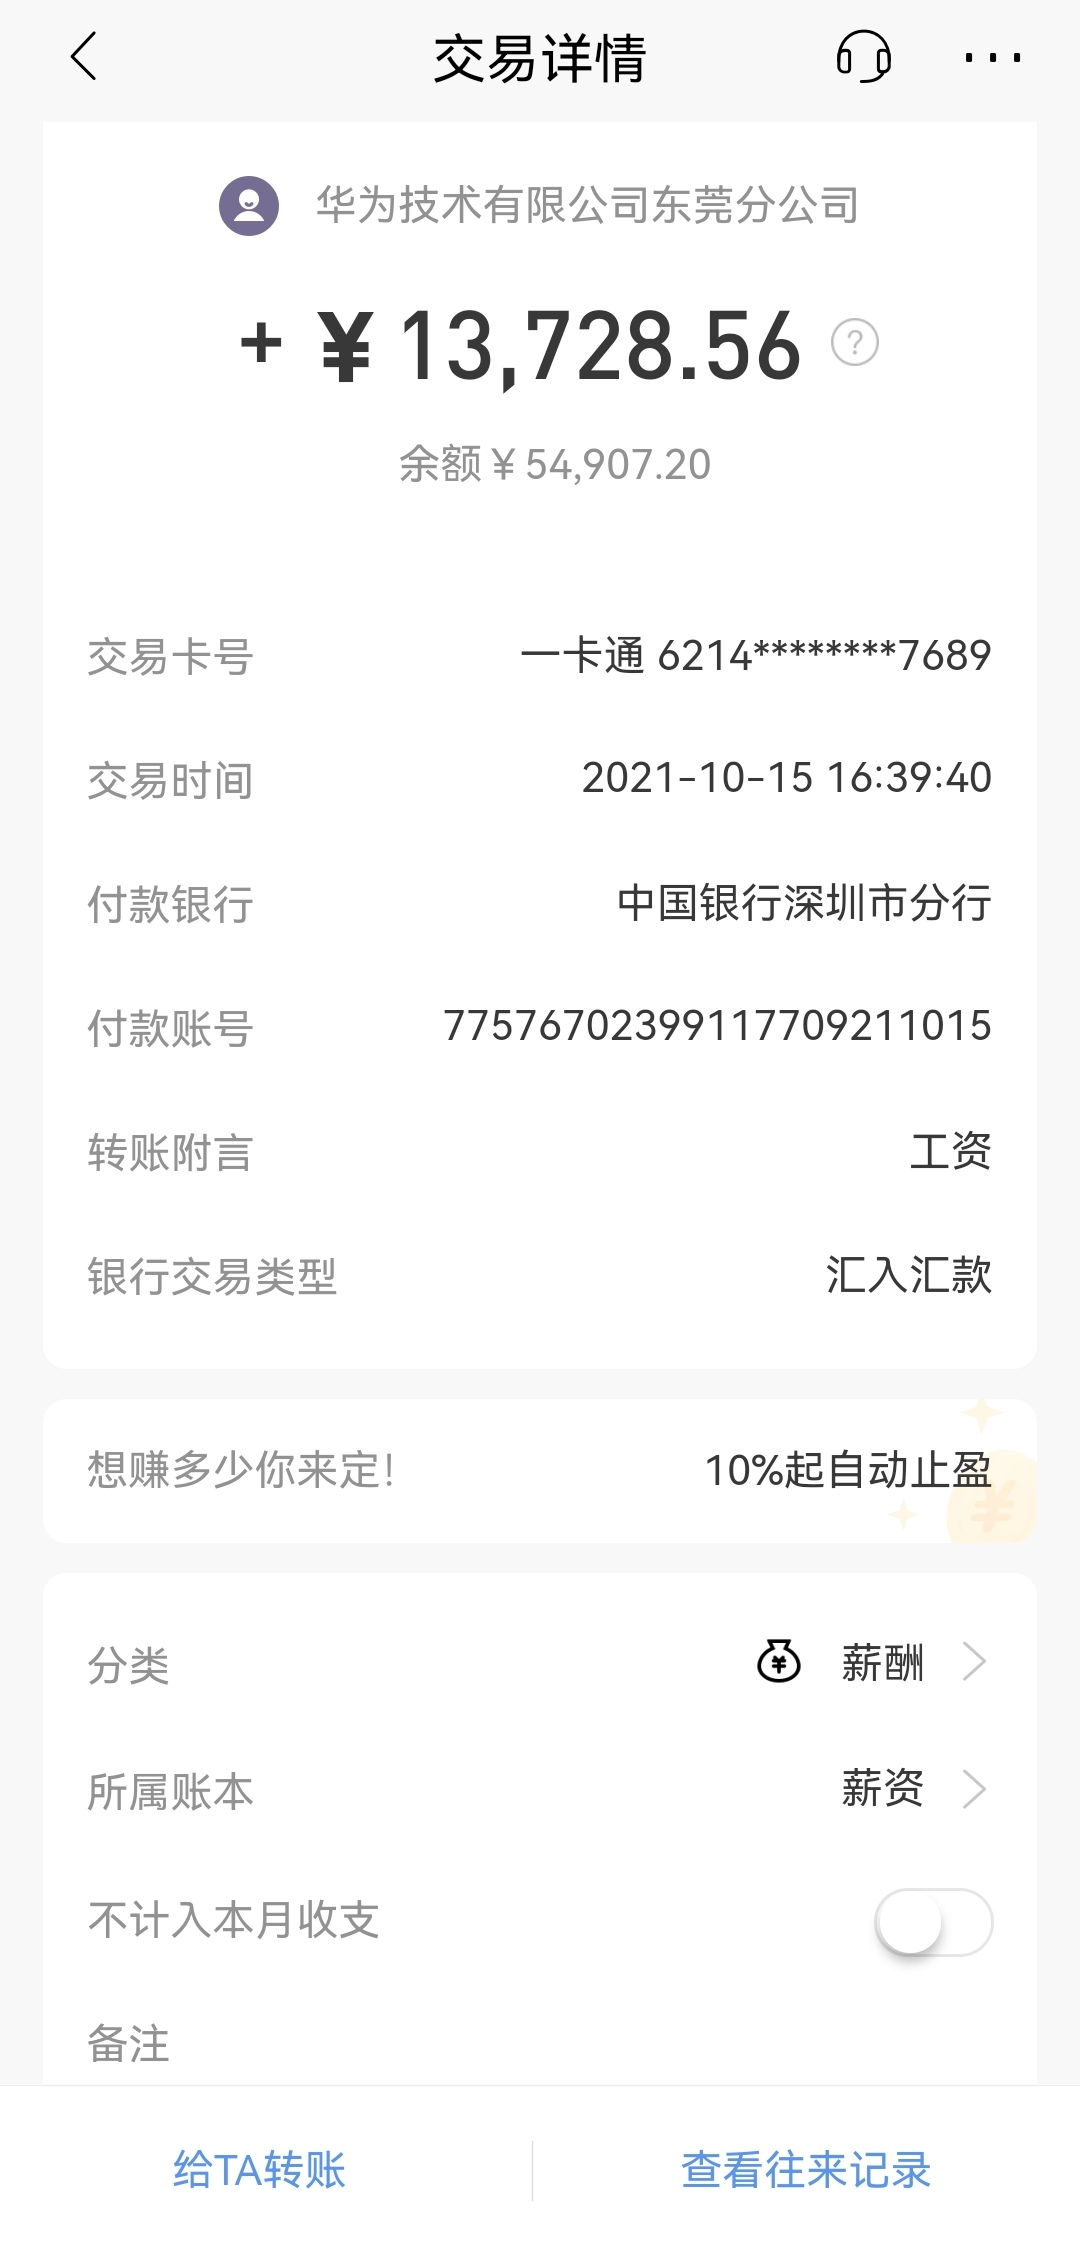 交易详情
华为技术有限公司东莞分公司
+ ¥ 13,728.56 ?
余额¥54,907.20
交易卡号 一卡通 6214********7689
交易时间 2021-10-15 16:39:40
付款银行 中国银行深圳市分行
付款账号 77576702399117709211015
转账附言 工资
银行交易类型 汇入汇款
想赚多少你来定! 10%起自动止盈
分类 薪酬
所属账本 薪资
不计入本月收支
备注
给TA转账 查看往来记录